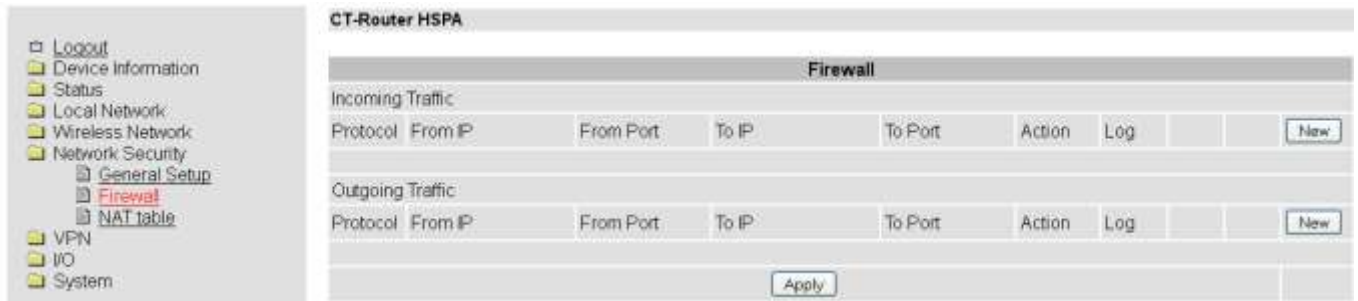 CT-Router HSPA
Logout
Device Information
Status
Local Network
Wireless Network
Network Security
General Setup
Firewall
NAT table
VPN
I/O
System
Firewall
Incoming Traffic
Protocol From IP From Port To IP To Port Action Log New
Outgoing Traffic
Protocol From IP From Port To IP To Port Action Log New
Apply